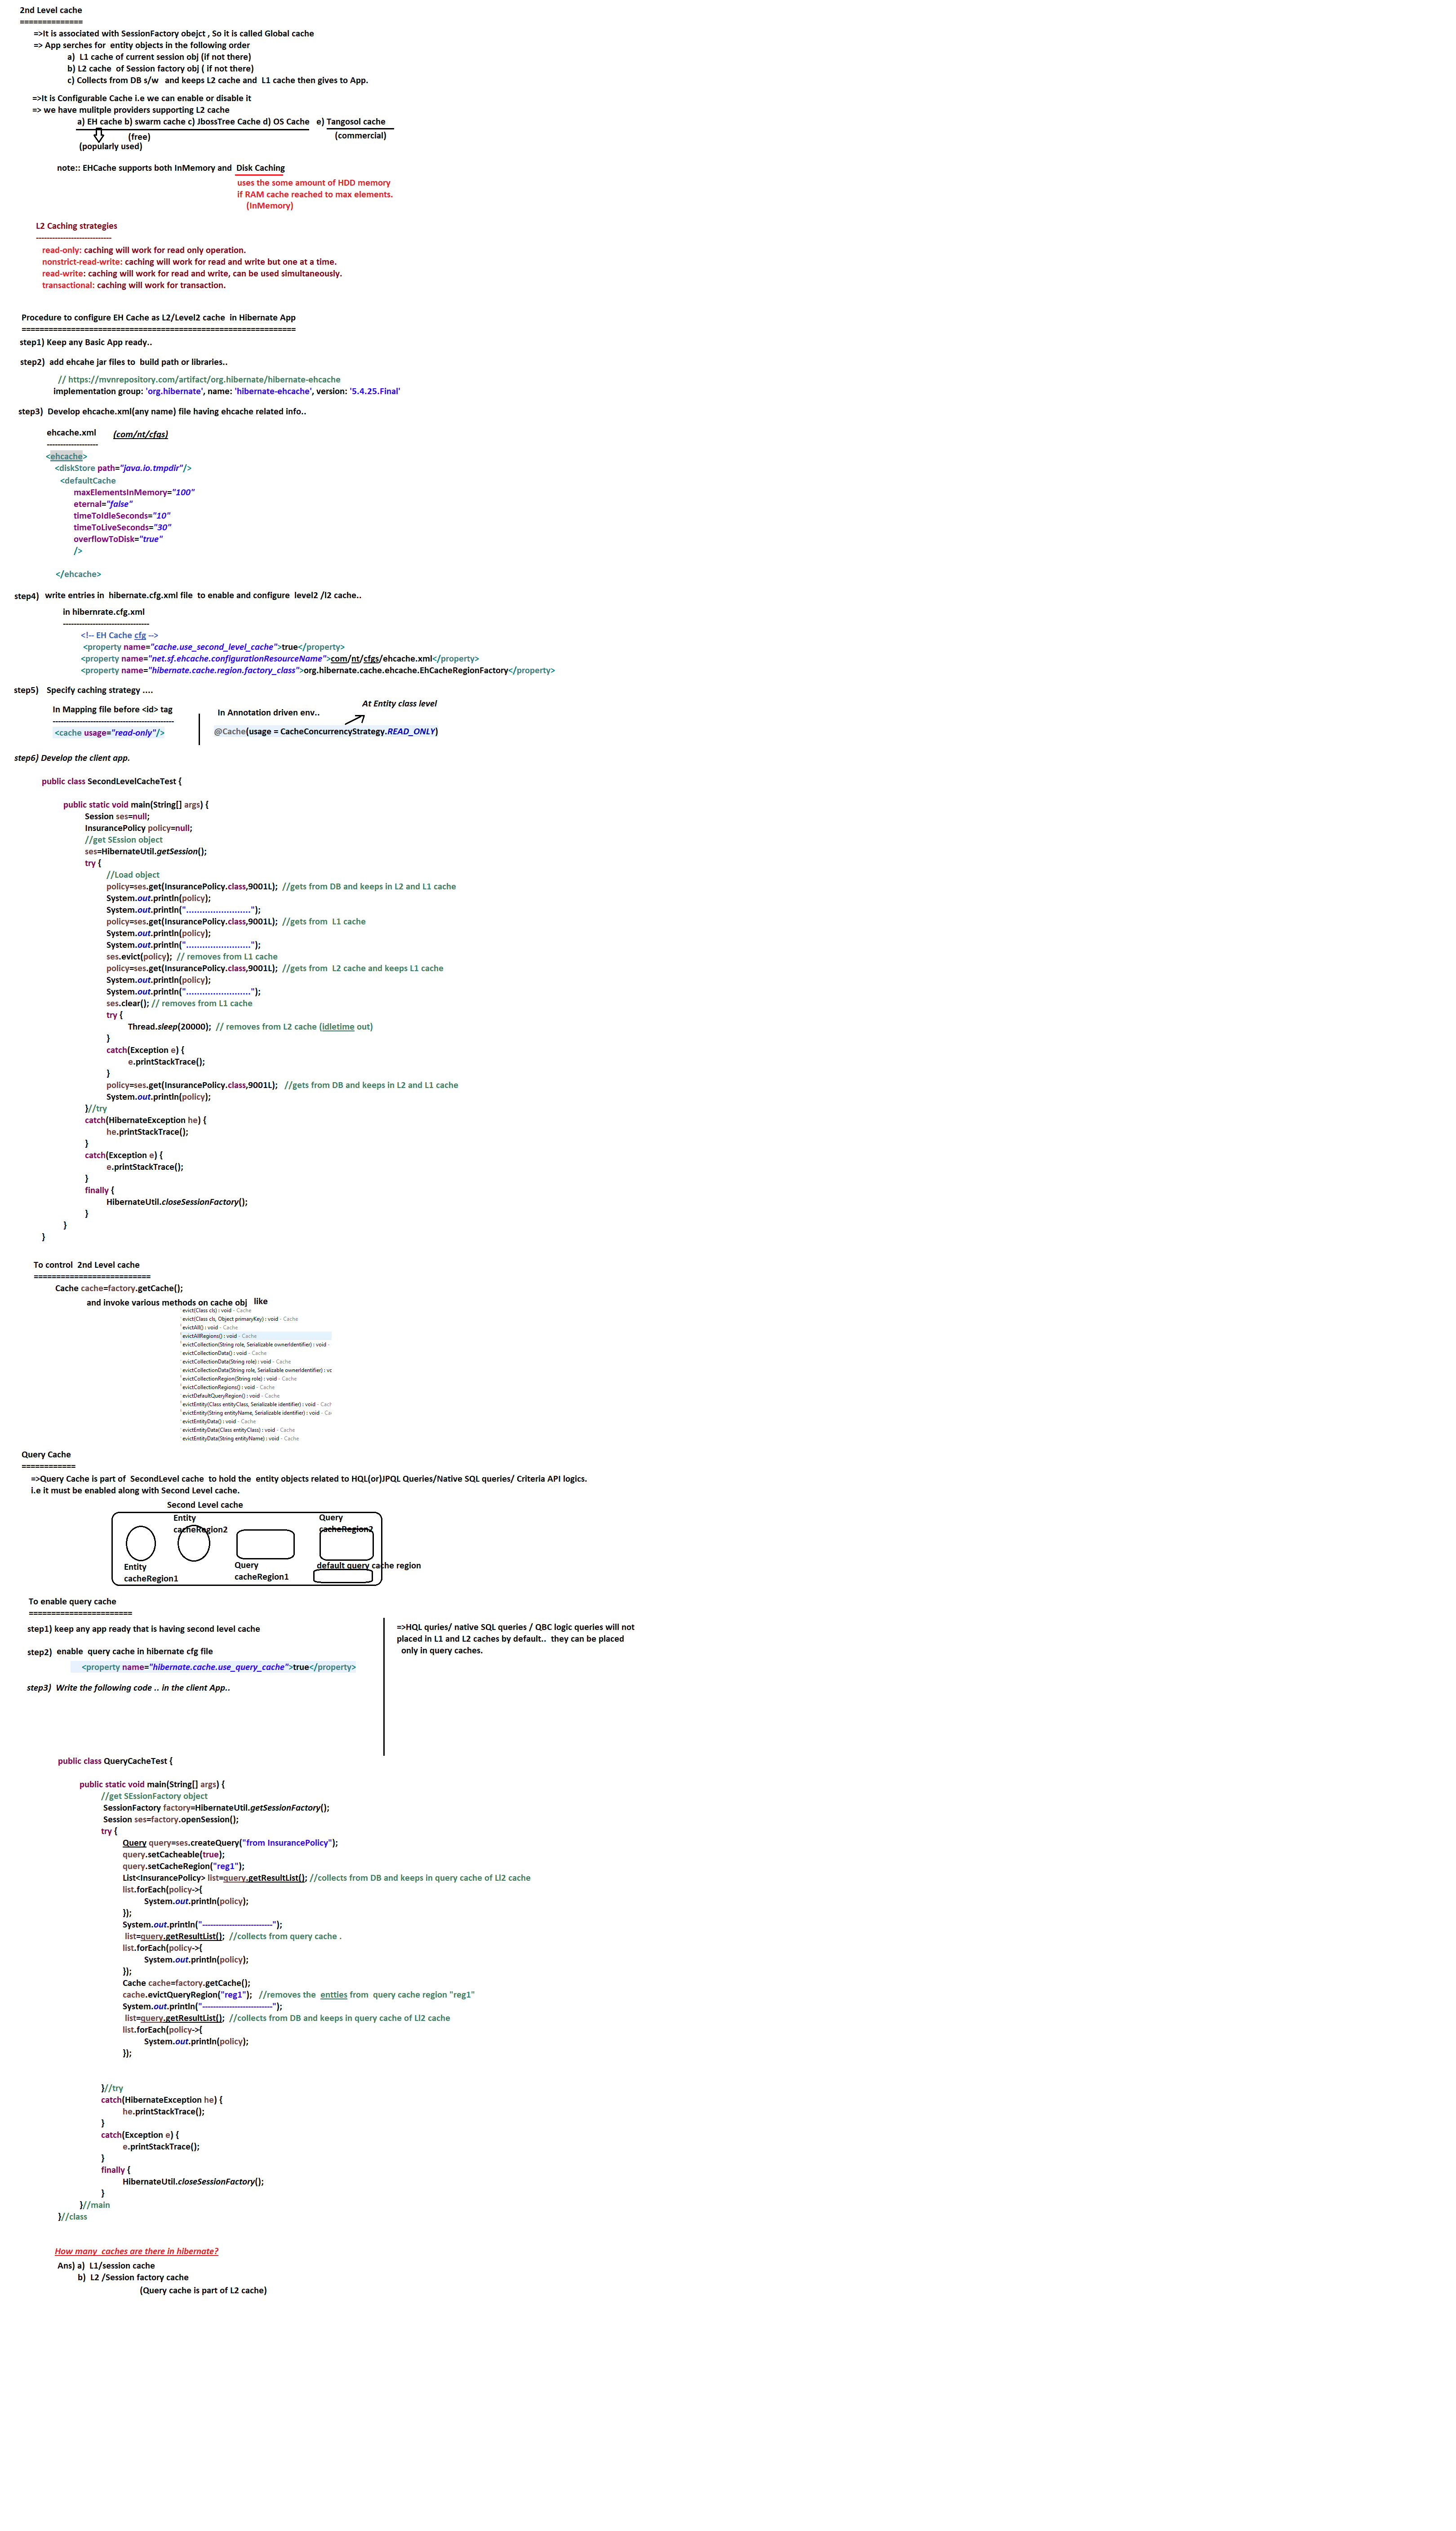 2nd Level cache
==============
=>It is associated with SessionFactory obejct , So it is called Global cache
=> App serches for  entity objects in the following order
a)  L1 cache of current session obj (if not there)
b) L2 cache  of Session factory obj ( if not there)
c) Collects from DB s/w   and keeps L2 cache and  L1 cache then gives to App.
=>It is Configurable Cache i.e we can enable or disable it
=> we have mulitple providers supporting L2 cache
a) EH cache b) swarm cache c) JbossTree Cache d) OS Cache   e) Tangosol cache
(free)
(commercial)
(popularly used)
note:: EHCache supports both InMemory and  Disk Caching
uses the some amount of HDD memory
if RAM cache reached to max elements.
(InMemory)
L2 Caching strategies
----------------------------
read-only: caching will work for read only operation.
nonstrict-read-write: caching will work for read and write but one at a time.
read-write: caching will work for read and write, can be used simultaneously.
transactional: caching will work for transaction.
Procedure to configure EH Cache as L2/Level2 cache  in Hibernate App
=============================================================
step1) Keep any Basic App ready..
step2)  add ehcahe jar files to  build path or libraries..
// https://mvnrepository.com/artifact/org.hibernate/hibernate-ehcache
implementation group: 'org.hibernate', name: 'hibernate-ehcache', version: '5.4.25.Final'
step3)  Develop ehcache.xml(any name) file having ehcache related info..
ehcache.xml     (com/nt/cfgs)
-------------------
<ehcache>
<diskStore path="java.io.tmpdir"/>
<defaultCache
maxElementsInMemory="100"
eternal="false"
timeToIdleSeconds="10"
timeToLiveSeconds="30"
overflowToDisk="true"
/>
</ehcache>
step4)  write entries in  hibernate.cfg.xml file  to enable and configure  level2 /l2 cache..
in hibernrate.cfg.xml
--------------------------------
<!-- EH Cache cfg -->
<property name="cache.use_second_level_cache">true</property>
<property name="net.sf.ehcache.configurationResourceName">com/nt/cfgs/ehcache.xml</property>
<property name="hibernate.cache.region.factory_class">org.hibernate.cache.ehcache.EhCacheRegionFactory</property>
step5)   Specify caching strategy ....
At Entity class level
In Mapping file before <id> tag
In Annotation driven env..
---------------------------------------------
<cache usage="read-only"/>
@Cache(usage = CacheConcurrencyStrategy.READ_ONLY)
step6) Develop the client app.
public class SecondLevelCacheTest {
public static void main(String[] args) {
Session ses=null;
InsurancePolicy policy=null;
//get SEssion object
ses=HibernateUtil.getSession();
try {
//Load object
policy=ses.get(InsurancePolicy.class,9001L);  //gets from DB and keeps in L2 and L1 cache
System.out.println(policy);
System.out.println("........................");
policy=ses.get(InsurancePolicy.class,9001L);  //gets from  L1 cache
System.out.println(policy);
System.out.println("........................");
ses.evict(policy);  // removes from L1 cache
policy=ses.get(InsurancePolicy.class,9001L);  //gets from  L2 cache and keeps L1 cache
System.out.println(policy);
System.out.println("........................");
ses.clear(); // removes from L1 cache
try {
Thread.sleep(20000);  // removes from L2 cache (idletime out)
}
catch(Exception e) {
e.printStackTrace();
}
policy=ses.get(InsurancePolicy.class,9001L);   //gets from DB and keeps in L2 and L1 cache
System.out.println(policy);
}//try
catch(HibernateException he) {
he.printStackTrace();
}
catch(Exception e) {
e.printStackTrace();
}
finally {
HibernateUtil.closeSessionFactory();
}
}
}
To control  2nd Level cache
==========================
Cache cache=factory.getCache();
and invoke various methods on cache obj   like
evict(Class cls) : void - Cache
evict(Class cls, Object primaryKey) : void - Cache
evictAll() : void - Cache
evictAllRegions() : void - Cache
evictCollection(String role, Serializable ownerIdentifier) : void -
evictCollectionData() : void - Cache
evictCollectionData(String role) : void - Cache
evictCollectionData(String role, Serializable ownerIdentifier) : vc
evictCollectionRegion(String role) : void - Cache
evictCollectionRegions() : void - Cache
evictDefaultQueryRegion() : void - Cache
evictEntity(Class entityClass, Serializable identifier) : void - Cach
evictEntity(String entityName, Serializable identifier) : void - Ca
evictEntityData() : void - Cache
evictEntityData(Class entityClass) : void - Cache
evictEntityData(String entityName) : void - Cache
Query Cache
============
=>Query Cache is part of  SecondLevel cache  to hold the  entity objects related to HQL(or)JPQL Queries/Native SQL queries/ Criteria API logics.
i.e it must be enabled along with Second Level cache.
Second Level cache
Entity
cacheRegion2
Query
cacheRegion2
Entity
cacheRegion1
Query
cacheRegion1
default query cache region
To enable query cache
=======================
step1) keep any app ready that is having second level cache
=>HQL quries/ native SQL queries / QBC logic queries will not
placed in L1 and L2 caches by default..  they can be placed
only in query caches.
step2)  enable  query cache in hibernate cfg file
<property name="hibernate.cache.use_query_cache">true</property>
step3)  Write the following code .. in the client App..
public class QueryCacheTest {
public static void main(String[] args) {
//get SEssionFactory object
SessionFactory factory=HibernateUtil.getSessionFactory();
Session ses=factory.openSession();
try {
Query query=ses.createQuery("from InsurancePolicy");
query.setCacheable(true);
query.setCacheRegion("reg1");
List<InsurancePolicy> list=query.getResultList(); //collects from DB and keeps in query cache of Ll2 cache
list.forEach(policy->{
System.out.println(policy);
});
System.out.println("--------------------------");
list=query.getResultList();  //collects from query cache .
list.forEach(policy->{
System.out.println(policy);
});
Cache cache=factory.getCache();
cache.evictQueryRegion("reg1");   //removes the  entties from  query cache region "reg1"
System.out.println("--------------------------");
list=query.getResultList();  //collects from DB and keeps in query cache of Ll2 cache
list.forEach(policy->{
System.out.println(policy);
});
}//try
catch(HibernateException he) {
he.printStackTrace();
}
catch(Exception e) {
e.printStackTrace();
}
finally {
HibernateUtil.closeSessionFactory();
}
}//main
}//class
How many  caches are there in hibernate?
Ans) a)  L1/session cache
b)  L2 /Session factory cache
(Query cache is part of L2 cache)